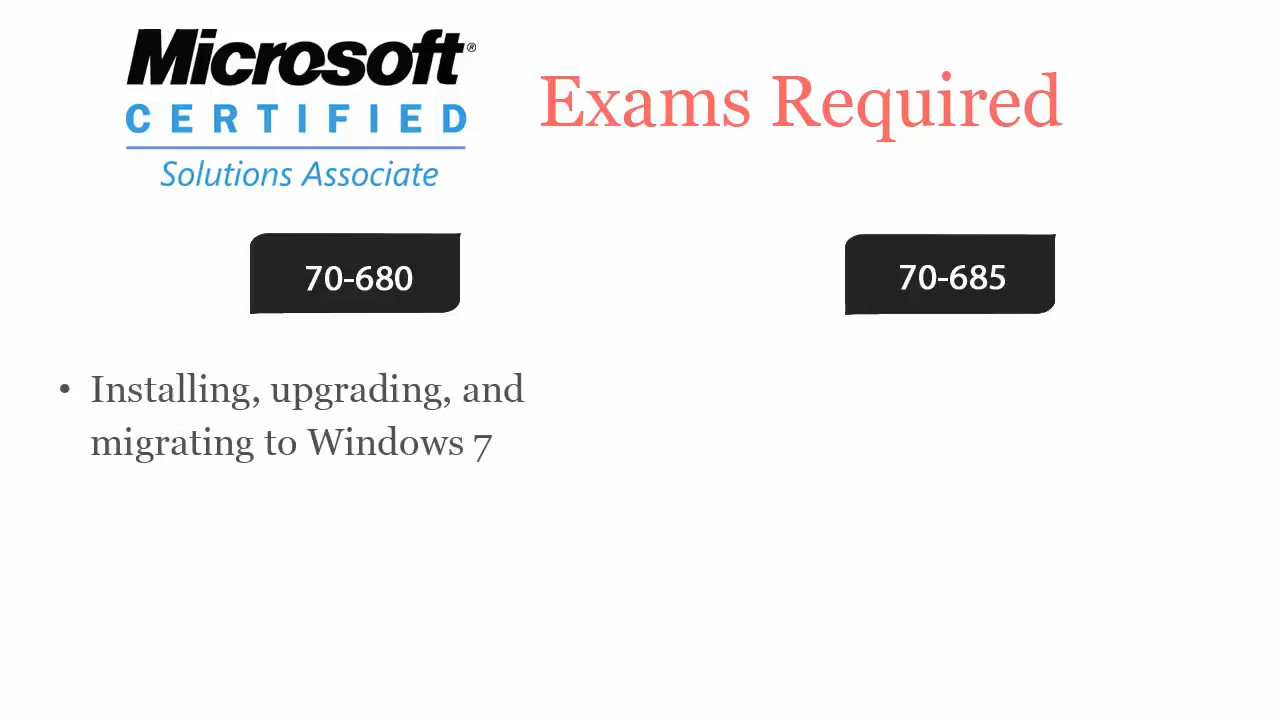 Microsoft®
CERTIFIED
Solutions Associate
Exams Required
70-680
70-685
• Installing, upgrading, and
migrating to Windows 7